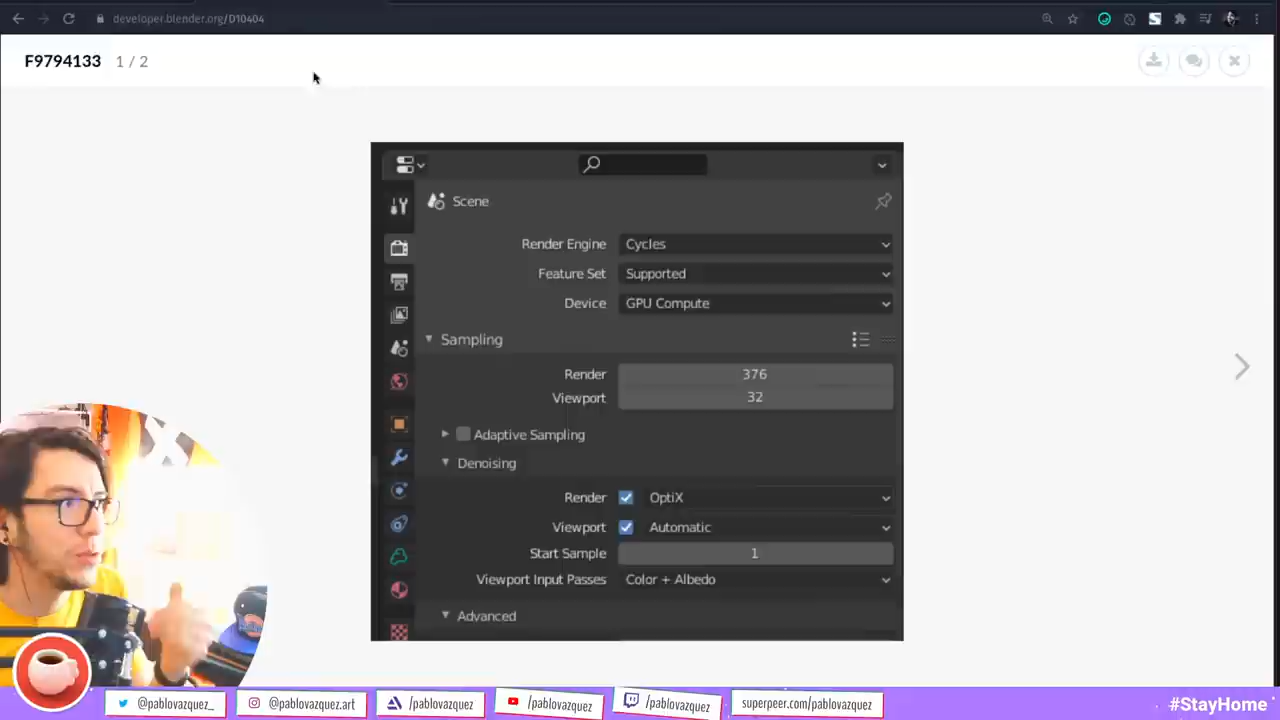 developer.blender.org/D10404
F9794133 1 / 2
Scene
Render Engine Cycles
Feature Set Supported
Device GPU Compute
Sampling
Render 376
Viewport 32
Adaptive Sampling
Denoising
Render OptiX
Viewport Automatic
Start Sample 1
Viewport Input Passes Color + Albedo
Advanced
@pablovazquez_ @pablovazquez.art /pablovazquez /pablovazquez /pablovazquez superpeer.com/pablovazquez #StayHome